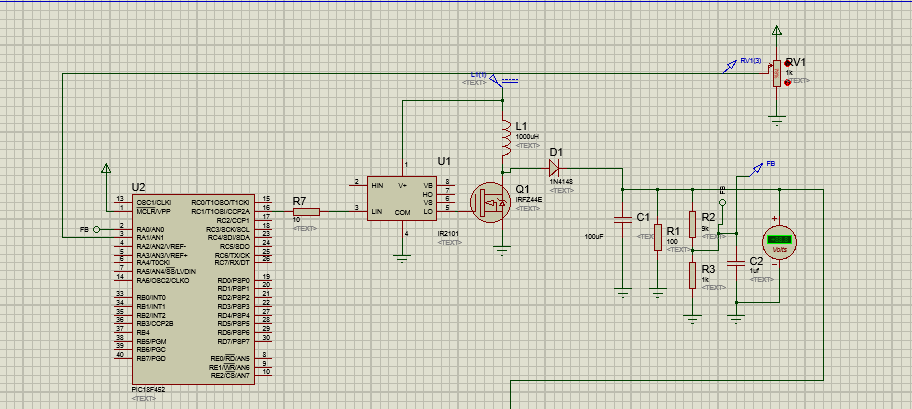 RV1(3)
RV1
1k
<TEXT>
L1(1)
<TEXT>
L1
1000uH
<TEXT>
D1
1N4148
<TEXT>
FB
U1
1
2 HIN V+ VB 8
HO 7
VS 6
3 LIN COM LO 5
4
IR2101
<TEXT>
Q1
IRFZ44E
<TEXT>
R7
10
<TEXT>
FB
C1
100uF
<TEXT>
R1
100
<TEXT>
R2
9k
<TEXT>
R3
1k
<TEXT>
C2
1uf
<TEXT>
+
Volts
-
U2
13 OSC1/CLKI RC0/T1OSO/T1CKI 15
1 MCLR/VPP RC1/T1OSI/CCP2A 16
RC2/CCP1 17
FB 2 RA0/AN0 RC3/SCK/SCL 18
3 RA1/AN1 RC4/SDI/SDA 23
4 RA2/AN2/VREF- RC5/SDO 24
5 RA3/AN3/VREF+ RC6/TX/CK 25
6 RA4/T0CKI RC7/RX/DT 26
7 RA5/AN4/SS/LVDIN
14 RA6/OSC2/CLKO RD0/PSP0 19
RD1/PSP1 20
33 RB0/INT0 RD2/PSP2 21
34 RB1/INT1 RD3/PSP3 22
35 RB2/INT2 RD4/PSP4 27
36 RB3/CCP2B RD5/PSP5 28
37 RB4 RD6/PSP6 29
38 RB5/PGM RD7/PSP7 30
39 RB6/PGC
40 RB7/PGD RE0/RD/AN5 8
RE1/WR/AN6 9
RE2/CS/AN7 10
PIC18F452
<TEXT>